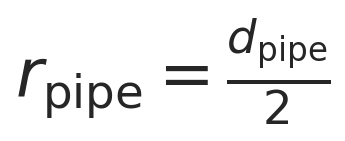 r_pipe = d_pipe / 2